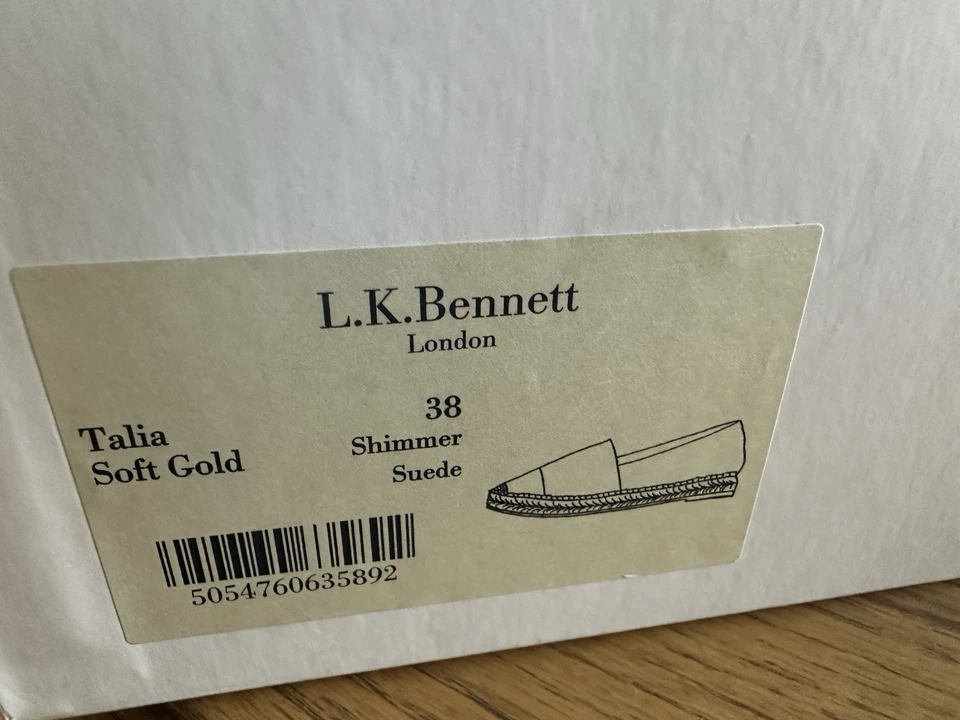 L.K.Bennett
London
38
Talia
Shimmer
Soft Gold
Suede
5054760635892